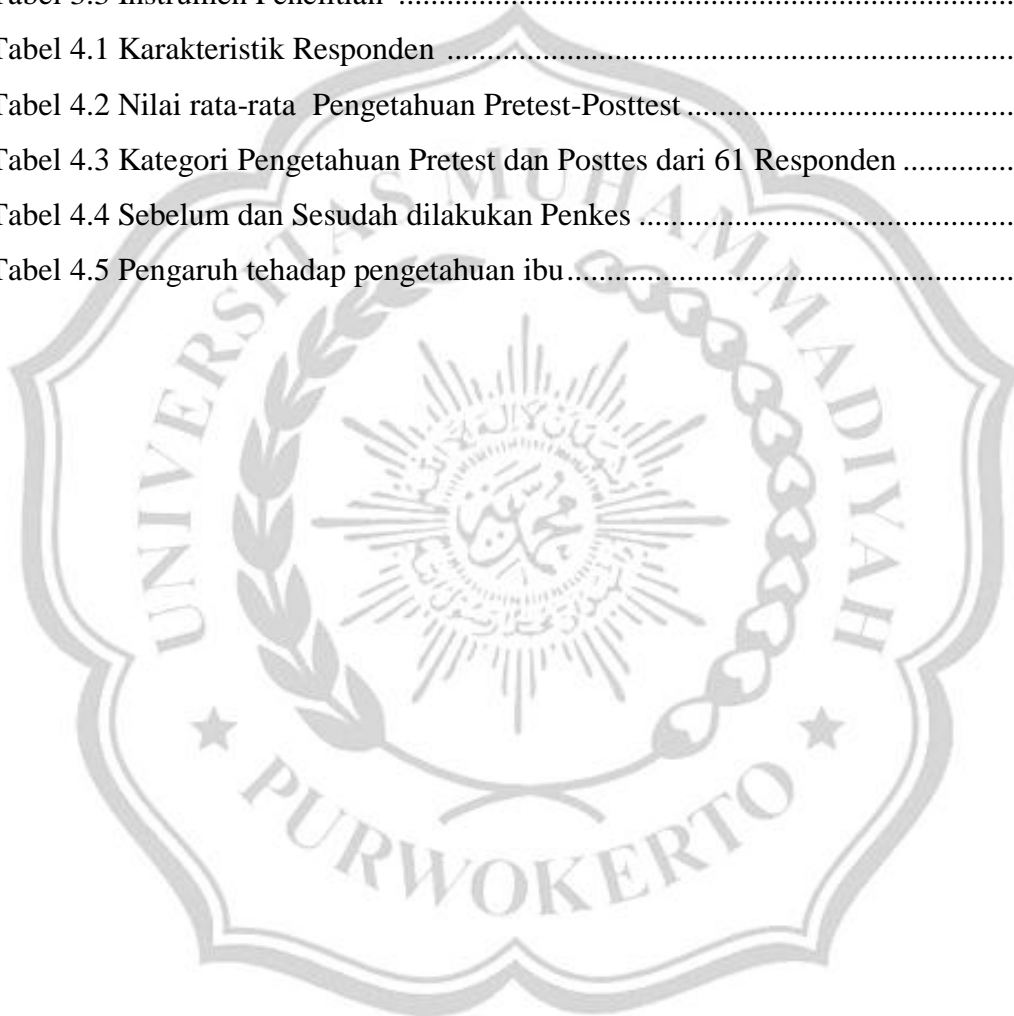 Tabel 3.3 Instrumen Penelitian ..........................................................................
Tabel 4.1 Karakteristik Responden .......................................................................
Tabel 4.2 Nilai rata-rata Pengetahuan Pretest-Posttest .........................................
Tabel 4.3 Kategori Pengetahuan Pretest dan Posttes dari 61 Responden ..............
Tabel 4.4 Sebelum dan Sesudah dilakukan Penkes ...............................................
Tabel 4.5 Pengaruh tehadap pengetahuan ibu.........................................................
UNIVERSITAS MUHAMMADIYAH
PURWOKERTO